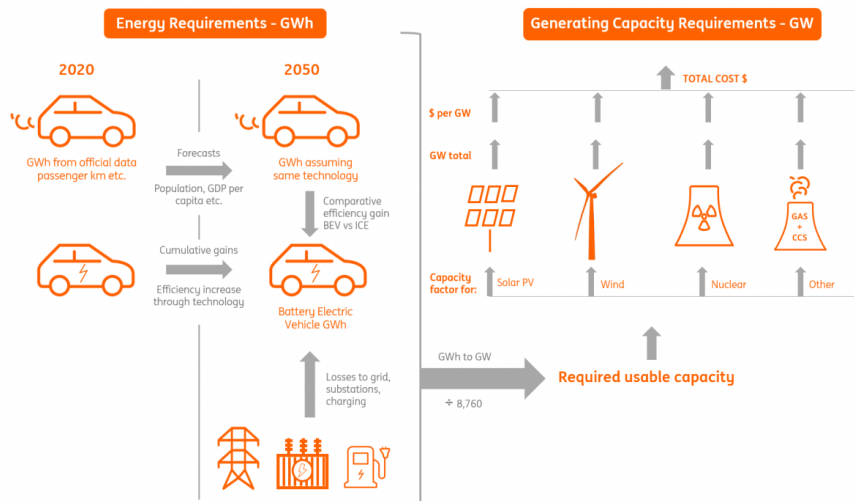 Energy Requirements - GWh
2020
2050
GWh from official data
passenger km etc.
Forecasts
Population, GDP per
capita etc.
GWh assuming
same technology
Comparative
efficiency gain
BEV vs ICE
Cumulative gains
Efficiency increase
through technology
Battery Electric
Vehicle GWh
Losses to grid,
substations,
charging
Generating Capacity Requirements - GW
TOTAL COST $
$ per GW
GW total
GAS
+
CCS
Capacity
factor for:
Solar PV
Wind
Nuclear
Other
GWh to GW
÷ 8,760
Required usable capacity